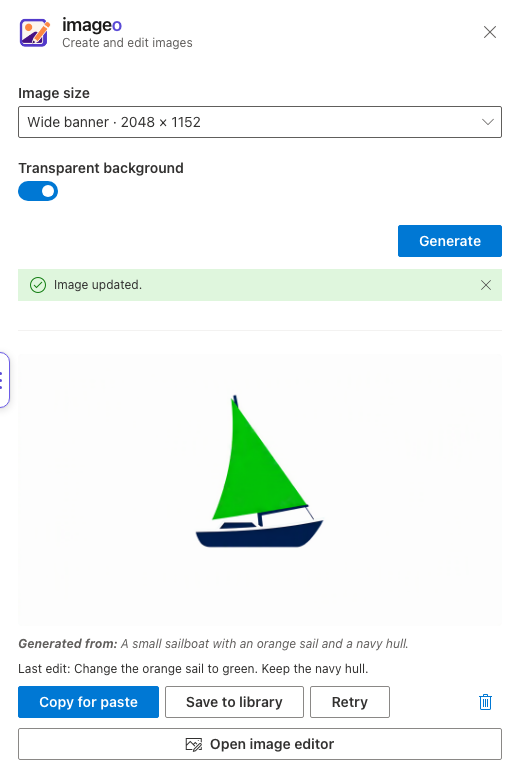 imageo
Create and edit images
Image size
Wide banner · 2048 × 1152
Transparent background
Generate
Image updated.
Generated from: A small sailboat with an orange sail and a navy hull.
Last edit: Change the orange sail to green. Keep the navy hull.
Copy for paste
Save to library
Retry
Open image editor